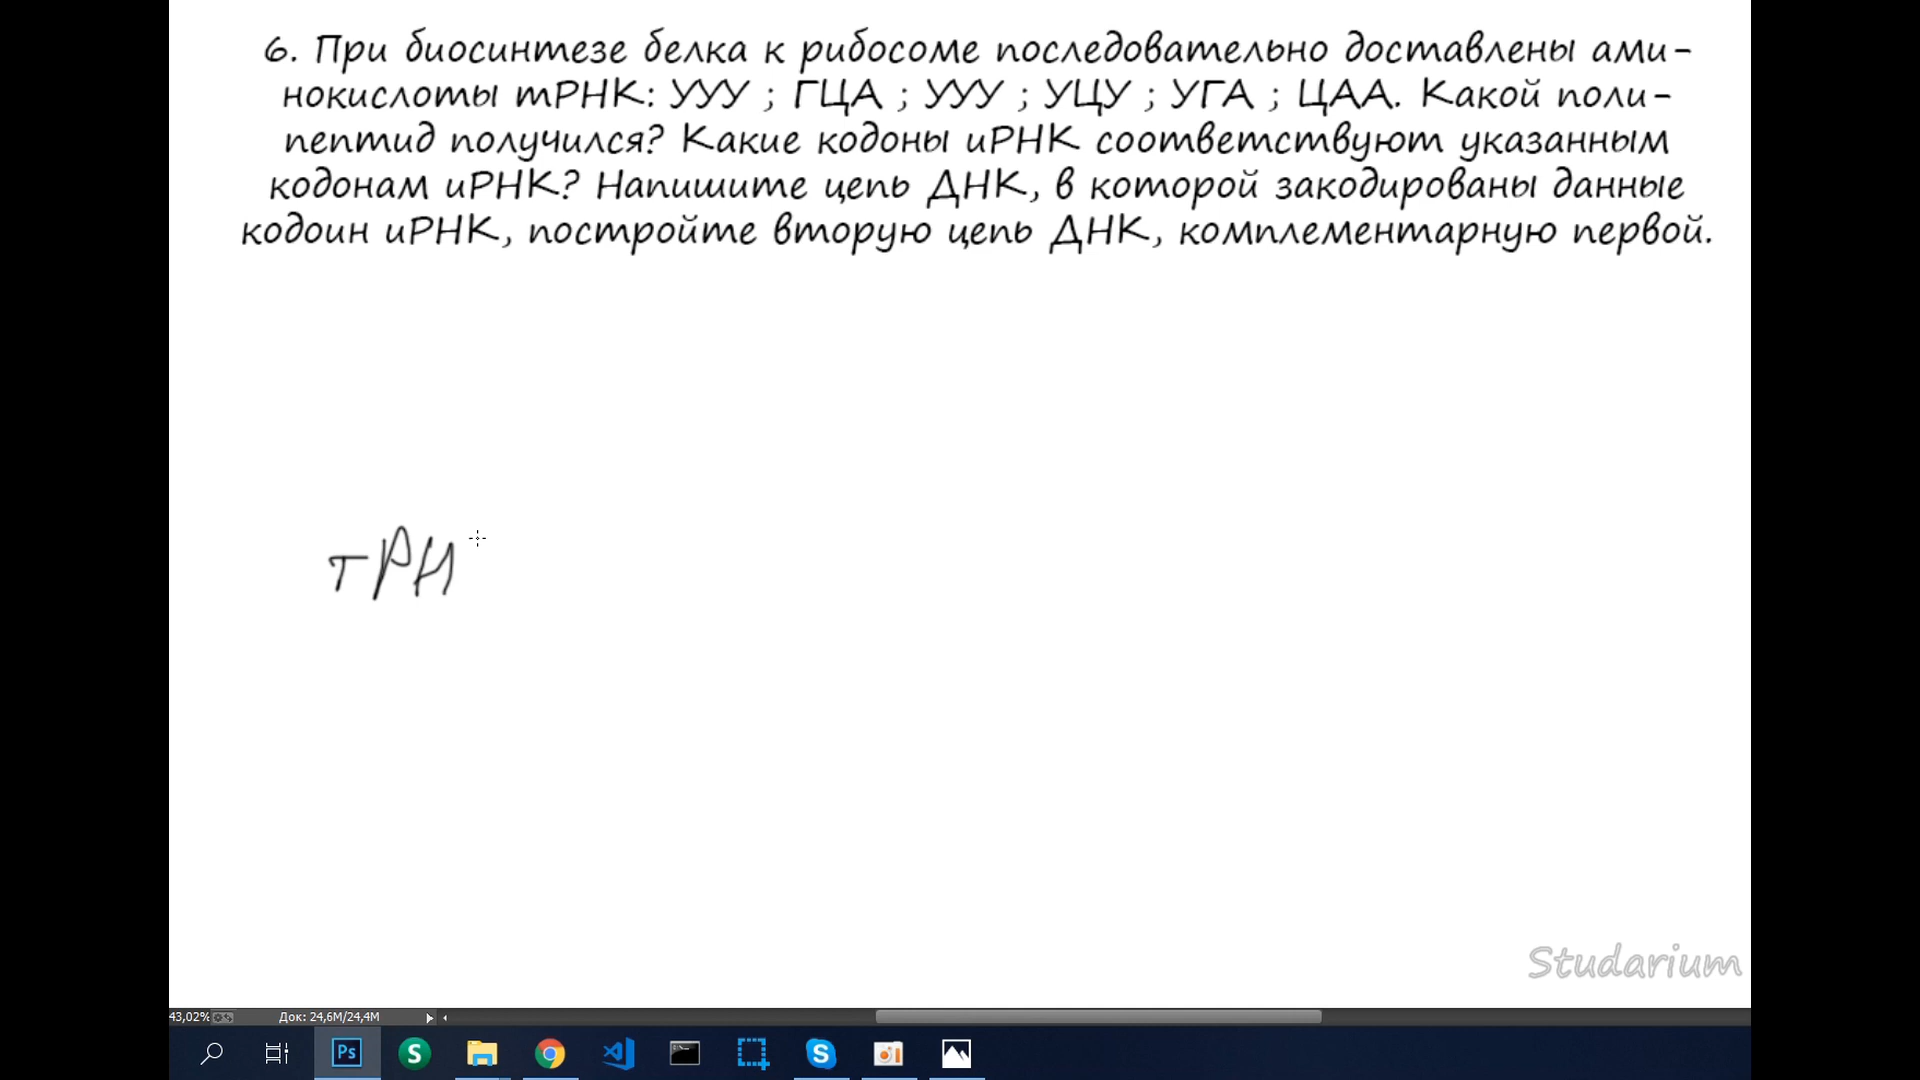 6. При биосинтезе белка к рибосоме последовательно доставлены ами-
нокислоты тРНК: УУУ ; ГЦА ; УУУ ; УЦУ ; УГА ; ЦАА. Какой поли-
пептид получился? Какие кодоны иРНК соответствуют указанным
кодонам иРНК? Напишите цепь ДНК, в которой закодированы данные
кодоин иРНК, постройте вторую цепь ДНК, комплементарную первой.
тРН
Studarium
43,02%
Док: 24,6M/24,4M
Ps
S
S